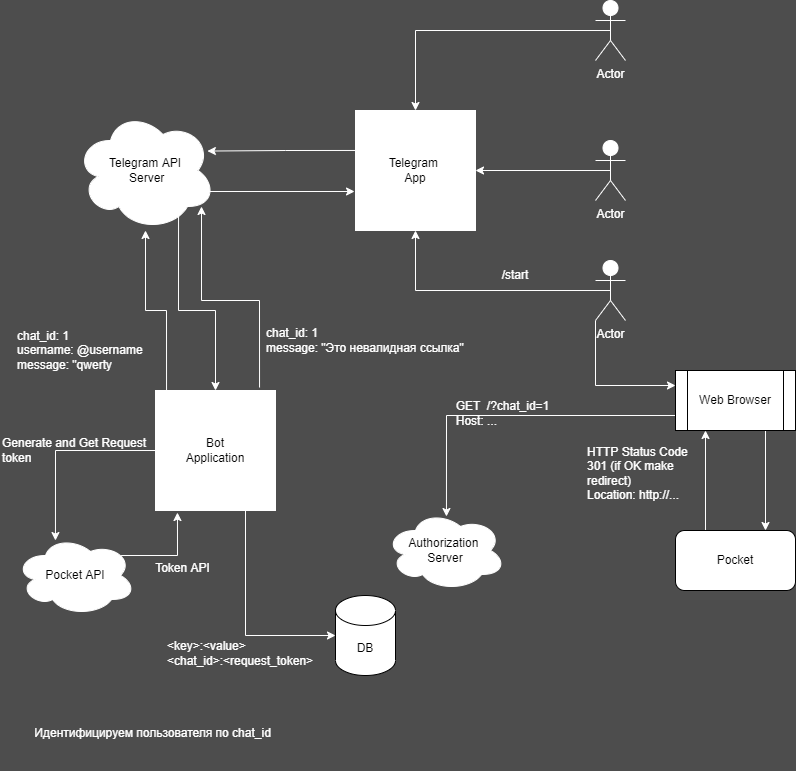 Actor
Telegram API
Server
Telegram
App
Actor
/start
Actor
chat_id: 1
username: @username
message: "qwerty
chat_id: 1
message: "Это невалидная ссылка"
Web Browser
GET /?chat_id=1
Host: ...
Generate and Get Request
token
Bot
Application
HTTP Status Code
301 (if OK make
redirect)
Location: http://...
Authorization
Server
Pocket
Pocket API
Token API
DB
<key>:<value>
<chat_id>:<request_token>
Идентифицируем пользователя по chat_id